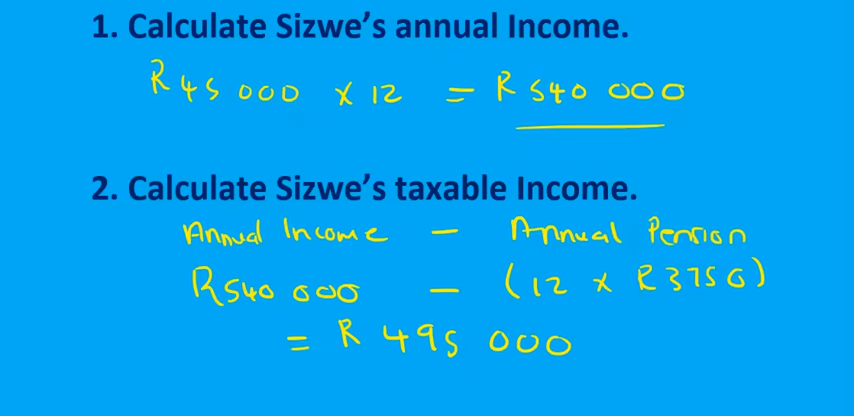 1. Calculate Sizwe's annual Income.
R45 000 x 12 = R540 000
2. Calculate Sizwe's taxable Income.
Annual Income – Annual Pension
R540 000 – (12 x R3750)
= R495 000